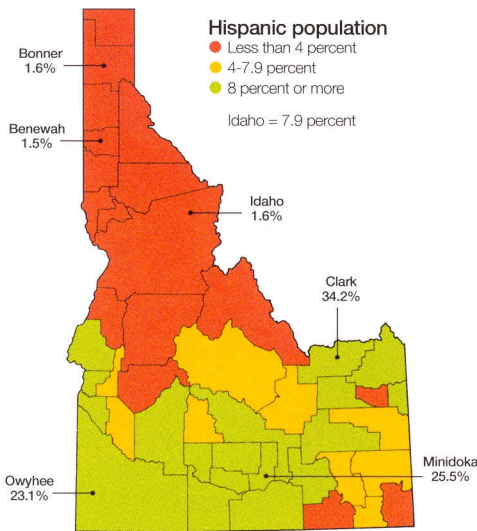 Hispanic population
Less than 4 percent
4-7.9 percent
8 percent or more
Idaho = 7.9 percent
Bonner
1.6%
Benewah
1.5%
Idaho
1.6%
Clark
34.2%
Minidoka
25.5%
Owyhee
23.1%